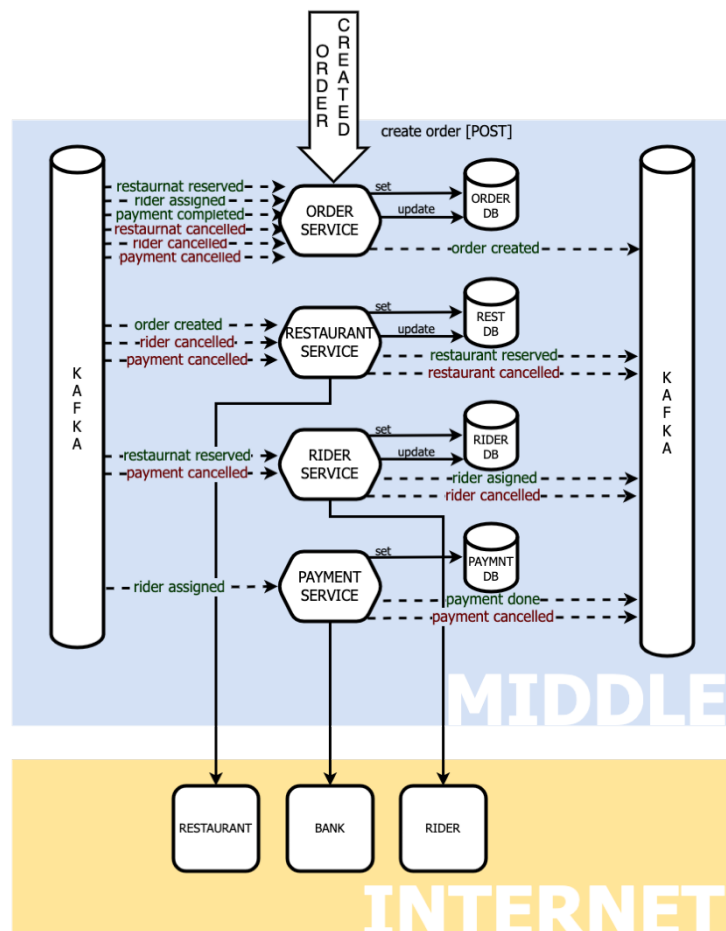 ORDER
CREATED
create order [POST]
restaurnat reserved
rider assigned
payment completed
restaurnat cancelled
rider cancelled
payment cancelled
ORDER
SERVICE
set
update
ORDER
DB
order created
order created
rider cancelled
payment cancelled
RESTAURANT
SERVICE
set
update
REST
DB
restaurant reserved
restaurant cancelled
KAFKA
KAFKA
restaurnat reserved
payment cancelled
RIDER
SERVICE
set
update
RIDER
DB
rider asigned
rider cancelled
rider assigned
PAYMENT
SERVICE
set
PAYMNT
DB
payment done
payment cancelled
MIDDLE
RESTAURANT
BANK
RIDER
INTERNET